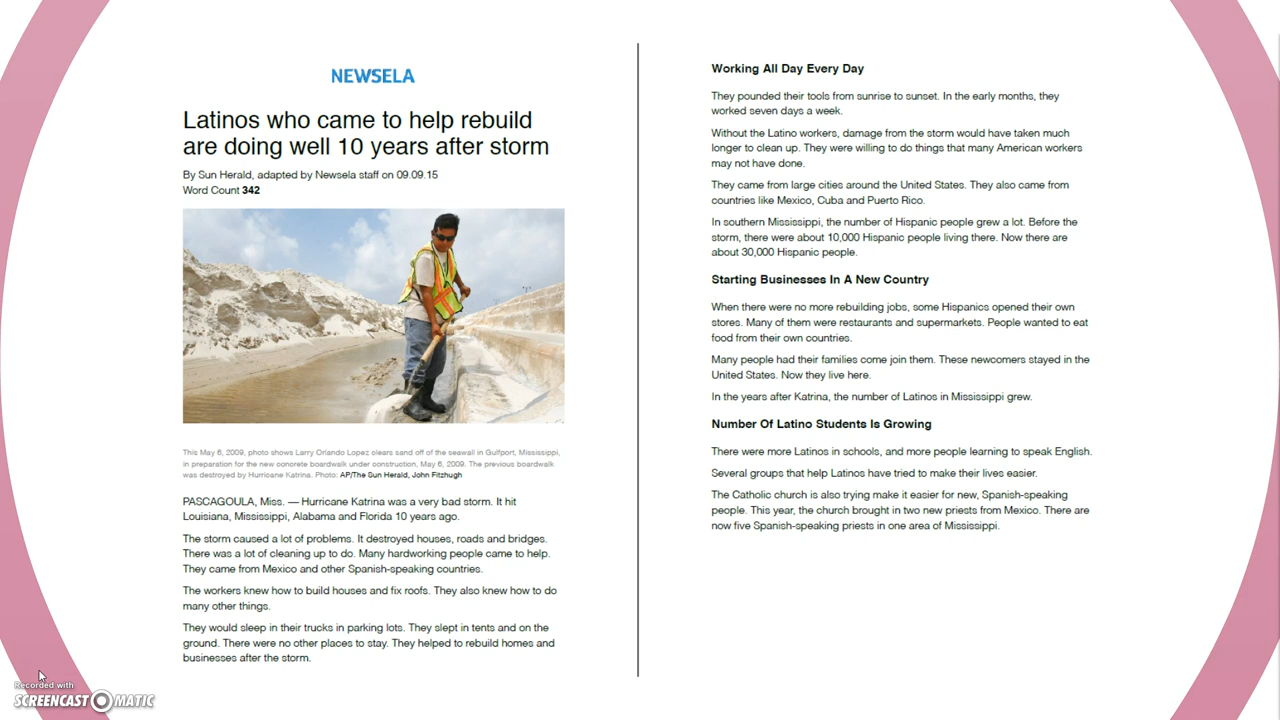 NEWSELA
Latinos who came to help rebuild
are doing well 10 years after storm
By Sun Herald, adapted by Newsela staff on 09.09.15
Word Count 342
This May 6, 2009, photo shows Larry Orlando Lopez clears sand off of the seawall in Gulfport, Mississippi,
in preparation for the new concrete boardwalk under construction, May 6, 2009. The previous boardwalk
was destroyed by Hurricane Katrina. Photo: AP/The Sun Herald, John Fitzhugh
PASCAGOULA, Miss. — Hurricane Katrina was a very bad storm. It hit
Louisiana, Mississippi, Alabama and Florida 10 years ago.
The storm caused a lot of problems. It destroyed houses, roads and bridges.
There was a lot of cleaning up to do. Many hardworking people came to help.
They came from Mexico and other Spanish-speaking countries.
The workers knew how to build houses and fix roofs. They also knew how to do
many other things.
They would sleep in their trucks in parking lots. They slept in tents and on the
ground. There were no other places to stay. They helped to rebuild homes and
businesses after the storm.
Working All Day Every Day
They pounded their tools from sunrise to sunset. In the early months, they
worked seven days a week.
Without the Latino workers, damage from the storm would have taken much
longer to clean up. They were willing to do things that many American workers
may not have done.
They came from large cities around the United States. They also came from
countries like Mexico, Cuba and Puerto Rico.
In southern Mississippi, the number of Hispanic people grew a lot. Before the
storm, there were about 10,000 Hispanic people living there. Now there are
about 30,000 Hispanic people.
Starting Businesses In A New Country
When there were no more rebuilding jobs, some Hispanics opened their own
stores. Many of them were restaurants and supermarkets. People wanted to eat
food from their own countries.
Many people had their families come join them. These newcomers stayed in the
United States. Now they live here.
In the years after Katrina, the number of Latinos in Mississippi grew.
Number Of Latino Students Is Growing
There were more Latinos in schools, and more people learning to speak English.
Several groups that help Latinos have tried to make their lives easier.
The Catholic church is also trying make it easier for new, Spanish-speaking
people. This year, the church brought in two new priests from Mexico. There are
now five Spanish-speaking priests in one area of Mississippi.
Recorded with
SCREENCAST O MATIC